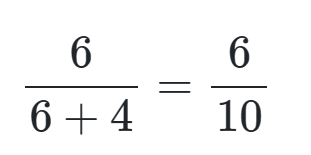 6/(6 + 4) = 6/10